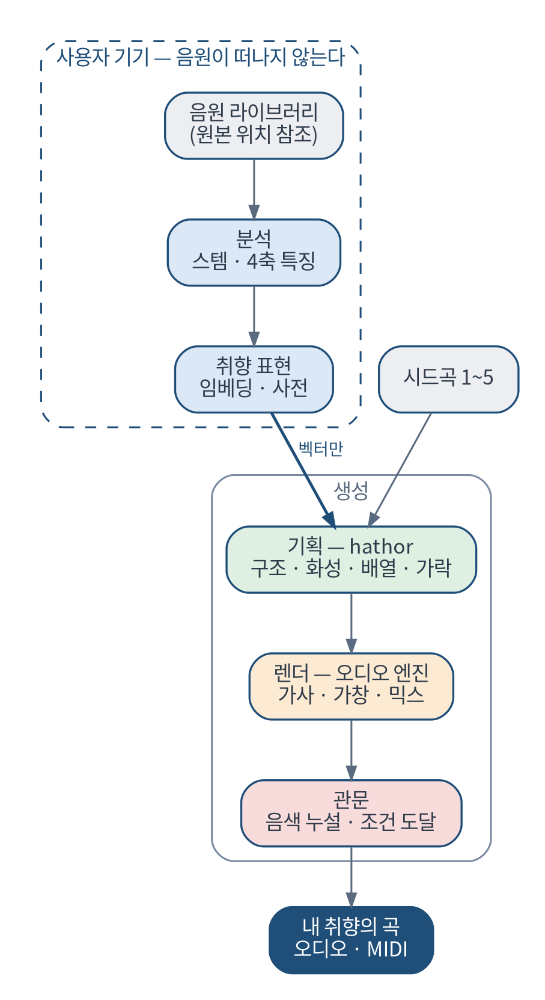 사용자 기기 — 음원이 떠나지 않는다
음원 라이브러리
(원본 위치 참조)
분석
스템 · 4축 특징
취향 표현
임베딩 · 사전
시드곡 1~5
벡터만
생성
기획 — hathor
구조 · 화성 · 배열 · 가락
렌더 — 오디오 엔진
가사 · 가창 · 믹스
관문
음색 누설 · 조건 도달
내 취향의 곡
오디오 · MIDI